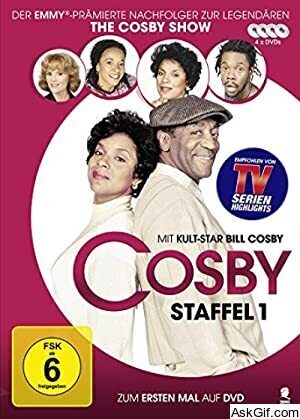 DER EMMY®-PRÄMIERTE NACHFOLGER ZUR LEGENDÄREN
THE COSBY SHOW
4 x DVDs
EMPFOHLEN VON
TV
SERIEN
HIGHLIGHTS
MIT KULT-STAR BILL COSBY
COSBY
STAFFEL 1
FSK
ab
6
freigegeben
ZUM ERSTEN MAL AUF DVD
AskGif.com